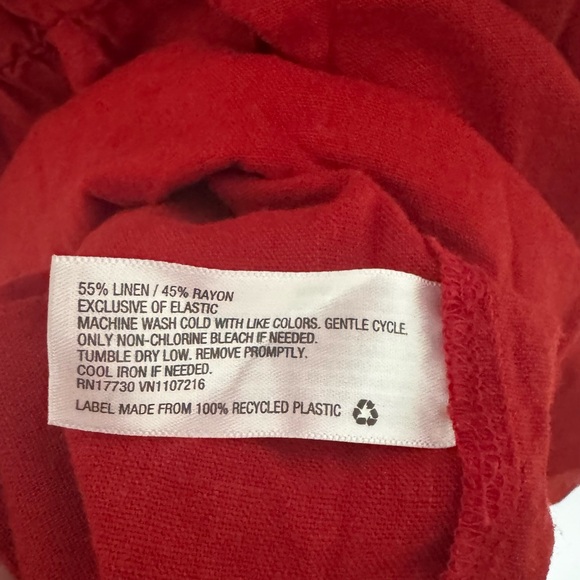 55% LINEN / 45% RAYON
EXCLUSIVE OF ELASTIC
MACHINE WASH COLD WITH LIKE COLORS. GENTLE CYCLE.
ONLY NON-CHLORINE BLEACH IF NEEDED.
TUMBLE DRY LOW. REMOVE PROMPTLY.
COOL IRON IF NEEDED.
RN17730 VN1107216
LABEL MADE FROM 100% RECYCLED PLASTIC